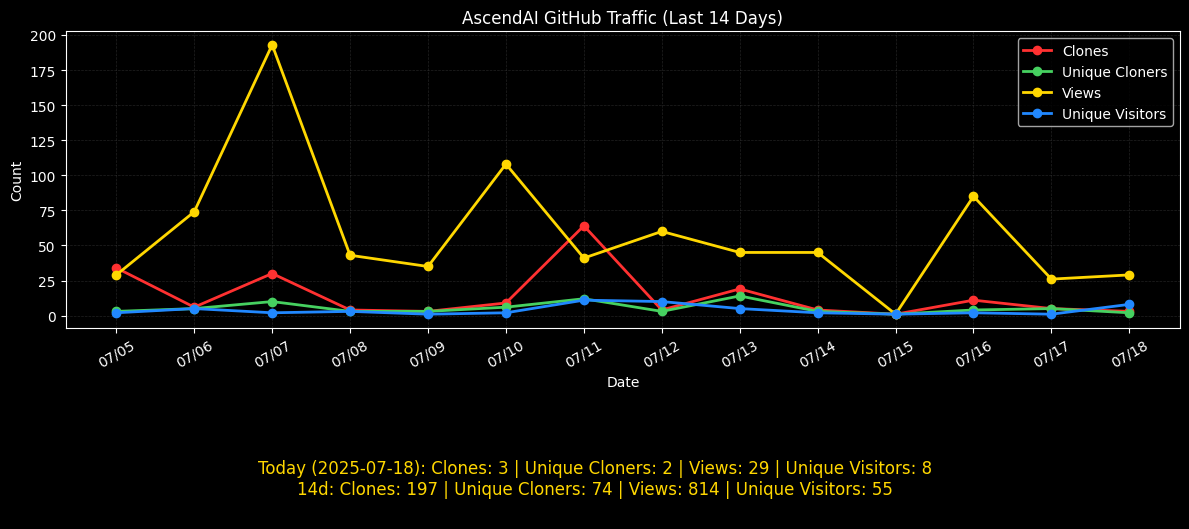 AscendAI GitHub Traffic (Last 14 Days)
200
175
150
125
100
75
50
25
0
Count
Clones
Unique Cloners
Views
Unique Visitors
07/05
07/06
07/07
07/08
07/09
07/10
07/11
07/12
07/13
07/14
07/15
07/16
07/17
07/18
Date
Today (2025-07-18): Clones: 3 | Unique Cloners: 2 | Views: 29 | Unique Visitors: 8
14d: Clones: 197 | Unique Cloners: 74 | Views: 814 | Unique Visitors: 55